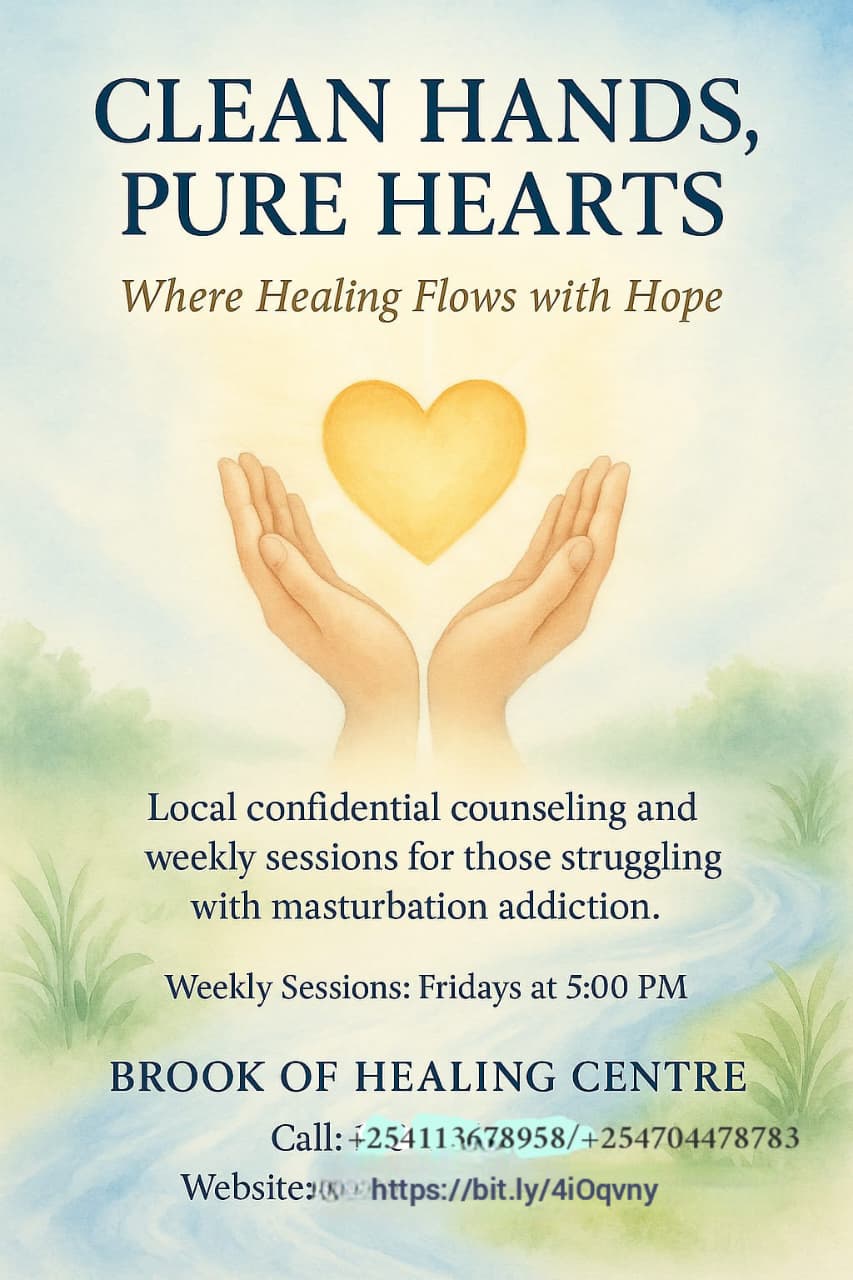 CLEAN HANDS,
PURE HEARTS
Where Healing Flows with Hope
Local confidential counseling and
weekly sessions for those struggling
with masturbation addiction.
Weekly Sessions: Fridays at 5:00 PM
BROOK OF HEALING CENTRE
Call: +254113678958/+254704478783
Website: https://bit.ly/4iOqvny